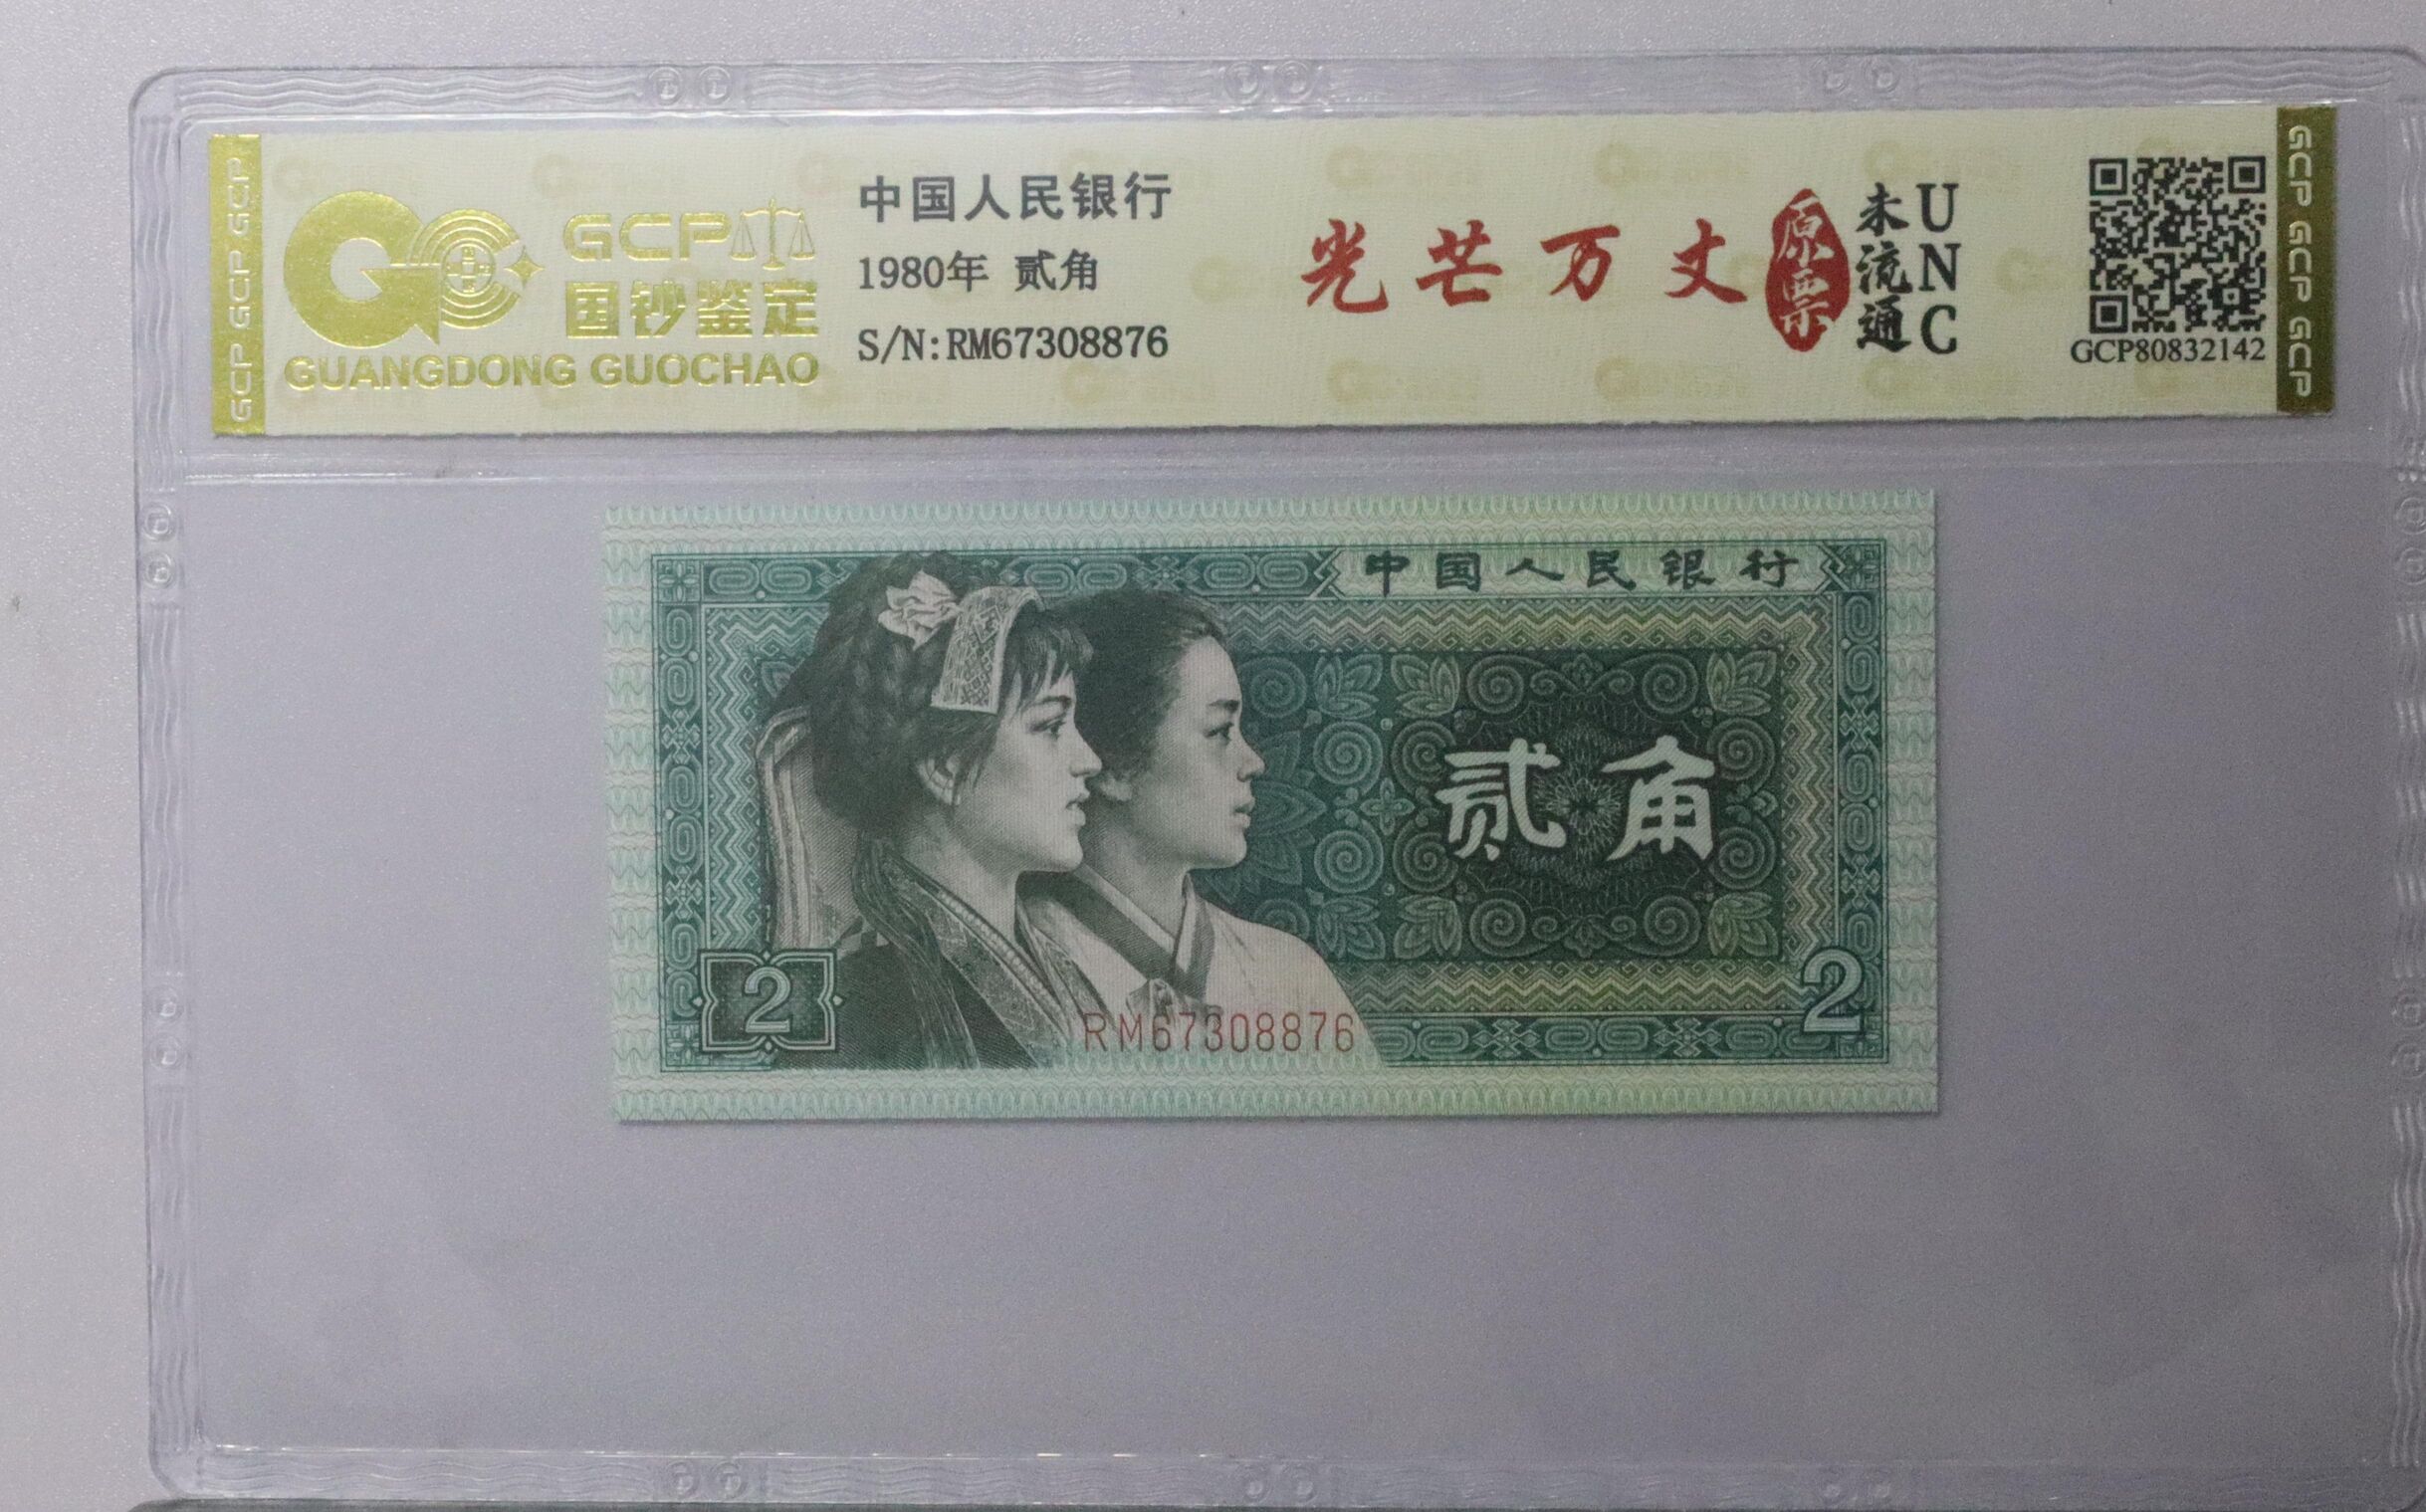 GCP GCP GCP
GCP
国钞鉴定
GUANGDONG GUOCHAO
中国人民银行
1980年 贰角
S/N:RM67308876
光芒万丈
原票
未流通
UNC
GCP80832142
GCP GCP GCP
中国人民银行
贰角
2
RM67308876
2